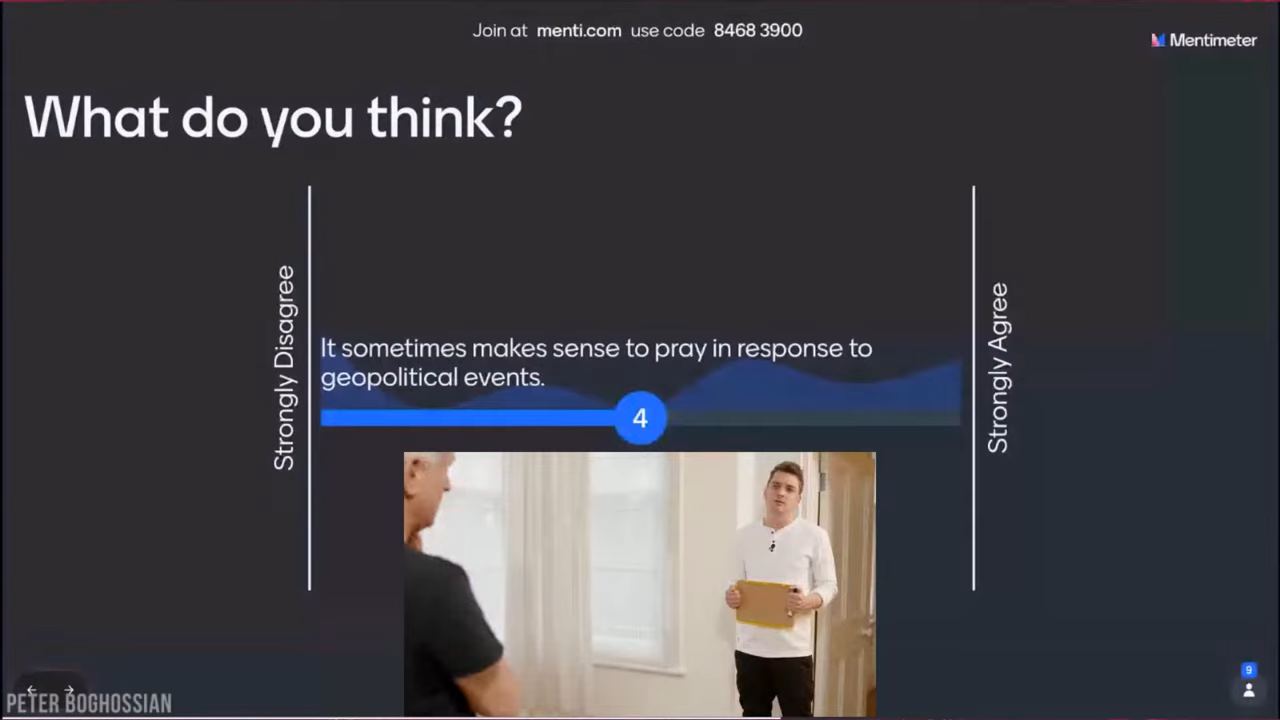 Join at menti.com use code 8468 3900
Mentimeter
What do you think?
Strongly Disagree
It sometimes makes sense to pray in response to
geopolitical events.
4
Strongly Agree
9
PETER BOGHOSSIAN